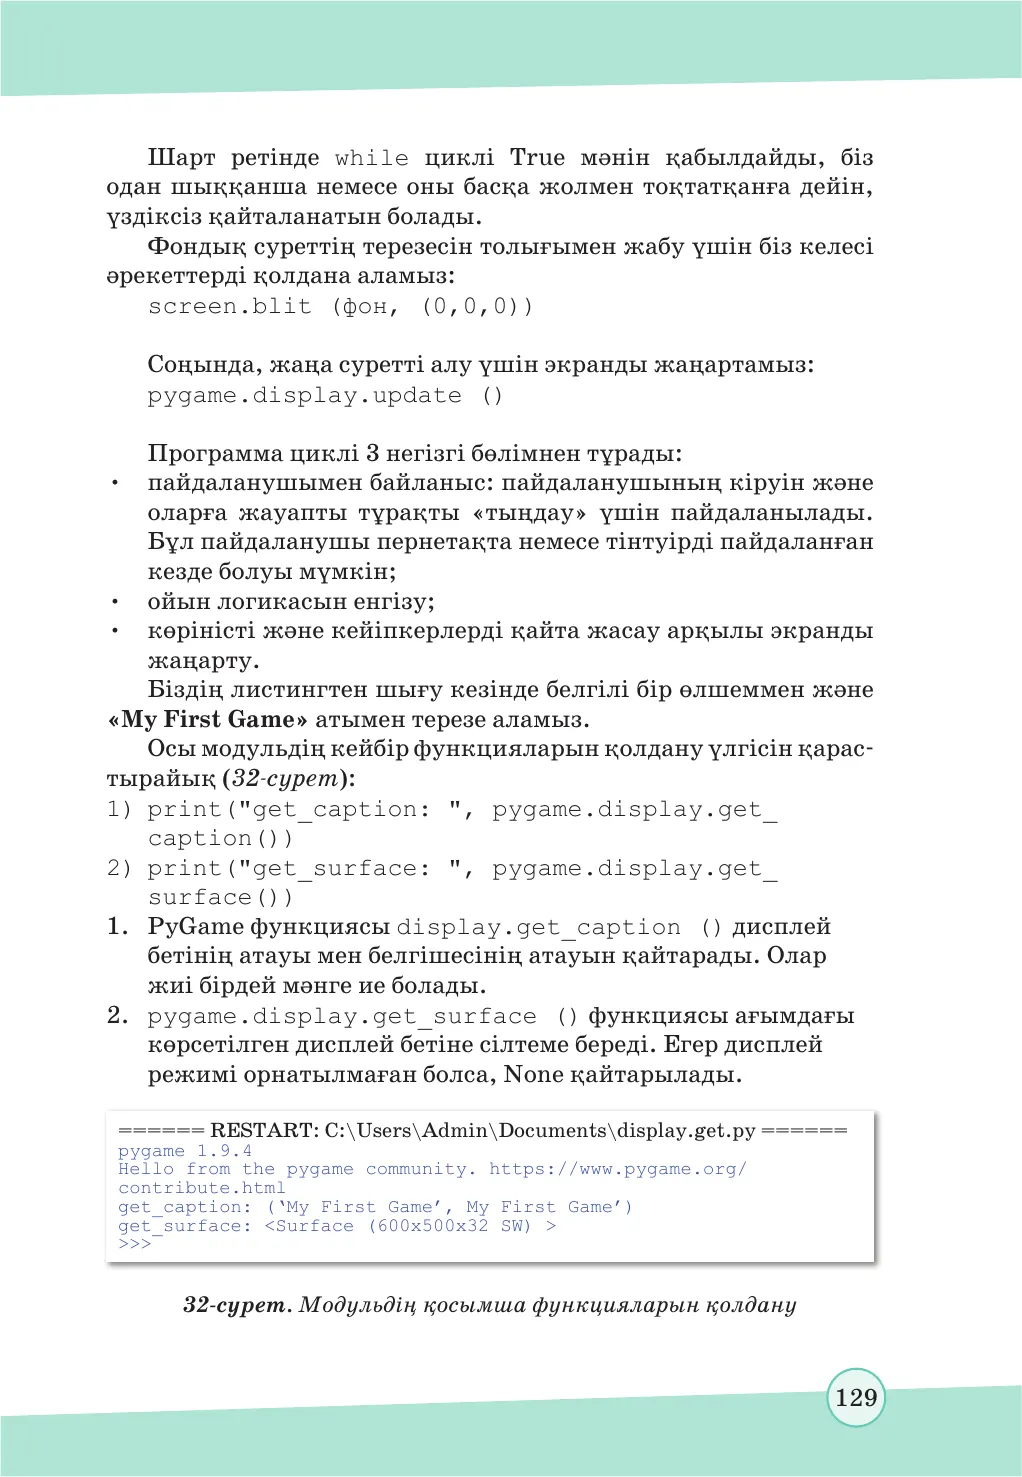 Шарт ретінде while циклі True мәнін қабылдайды, біз
одан шыққанша немесе оны басқа жолмен тоқтатқанға дейін,
үздіксіз қайталанатын болады.
Фондық суреттің терезесін толығымен жабу үшін біз келесі
әрекеттерді қолдана аламыз:
screen.blit (фон, (0,0,0))
Соңында, жаңа суретті алу үшін экранды жаңартамыз:
pygame.display.update ()
Программа циклі 3 негізгі бөлімнен тұрады:
• пайдаланушымен байланыс: пайдаланушының кіруін және
оларға жауапты тұрақты «тыңдау» үшін пайдаланылады.
Бұл пайдаланушы пернетақта немесе тінтуірді пайдаланған
кезде болуы мүмкін;
• ойын логикасын енгізу;
• көріністі және кейіпкерлерді қайта жасау арқылы экранды
жаңарту.
Біздің листингтен шығу кезінде белгілі бір өлшеммен және
«My First Game» атымен терезе аламыз.
Осы модульдің кейбір функцияларын қолдану үлгісін қарас-
тырайық (32-сурет):
1) print("get_caption: ", pygame.display.get_
caption())
2) print("get_surface: ", pygame.display.get_
surface())
1. PyGame функциясы display.get_caption () дисплей
бетінің атауы мен белгішесінің атауын қайтарады. Олар
жиі бірдей мәнге ие болады.
2. pygame.display.get_surface () функциясы ағымдағы
көрсетілген дисплей бетіне сілтеме береді. Егер дисплей
режимі орнатылмаған болса, None қайтарылады.
====== RESTART: C:\Users\Admin\Documents\display.get.py ======
pygame 1.9.4
Hello from the pygame community. https://www.pygame.org/
contribute.html
get_caption: (‘My First Game’, My First Game’)
get_surface: <Surface (600x500x32 SW) >
>>>
32-сурет. Модульдің қосымша функцияларын қолдану
129